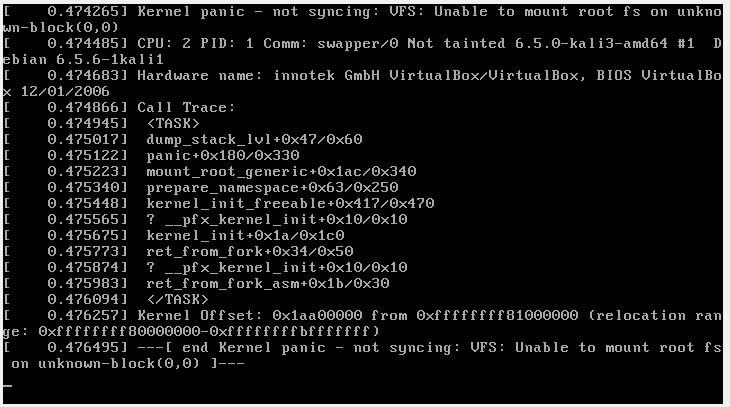 [    0.474265] Kernel panic - not syncing: VFS: Unable to mount root fs on unkno
wn-block(0,0)
[    0.474485] CPU: 2 PID: 1 Comm: swapper/0 Not tainted 6.5.0-kali3-amd64 #1  D
ebian 6.5.6-1kali1
[    0.474683] Hardware name: innotek GmbH VirtualBox/VirtualBox, BIOS VirtualBo
x 12/01/2006
[    0.474866] Call Trace:
[    0.474945]  <TASK>
[    0.475017]  dump_stack_lvl+0x47/0x60
[    0.475122]  panic+0x180/0x330
[    0.475223]  mount_root_generic+0x1ac/0x340
[    0.475340]  prepare_namespace+0x63/0x250
[    0.475448]  kernel_init_freeable+0x417/0x470
[    0.475565]  ? __pfx_kernel_init+0x10/0x10
[    0.475675]  kernel_init+0x1a/0x1c0
[    0.475773]  ret_from_fork+0x34/0x50
[    0.475874]  ? __pfx_kernel_init+0x10/0x10
[    0.475983]  ret_from_fork_asm+0x1b/0x30
[    0.476094]  </TASK>
[    0.476257] Kernel Offset: 0x1aa00000 from 0xffffffff81000000 (relocation ran
ge: 0xffffffff80000000-0xffffffffbfffffff)
[    0.476495] ---[ end Kernel panic - not syncing: VFS: Unable to mount root fs
 on unknown-block(0,0) ]---